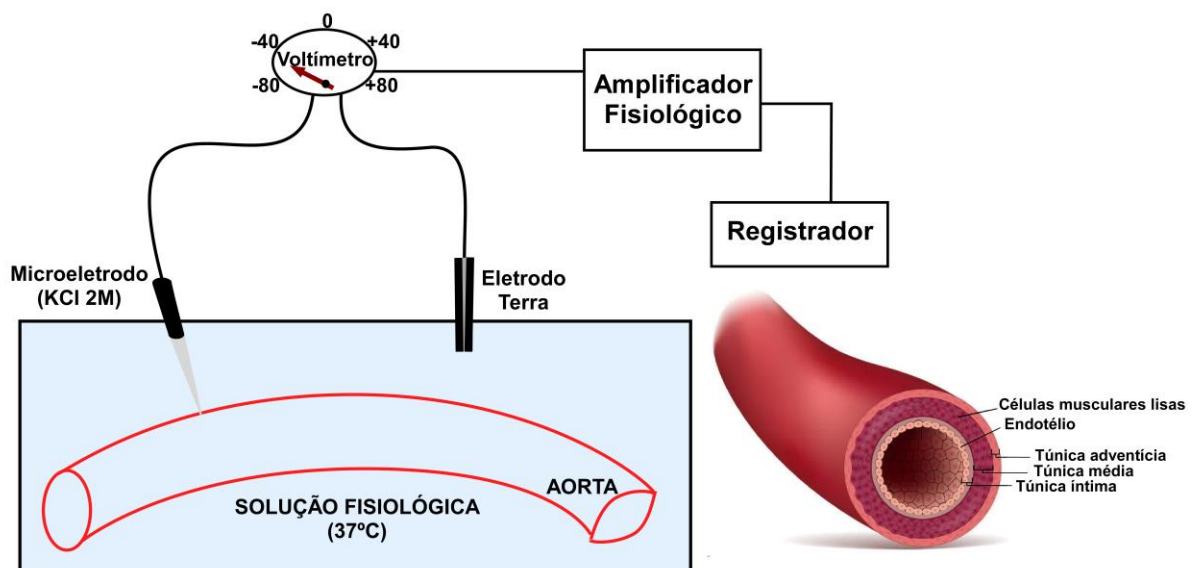 0
-40
+40
Voltímetro
-80
+80
Amplificador
Fisiológico
Registrador
Microeletrodo
(KCl 2M)
Eletrodo
Terra
AORTA
SOLUÇÃO FISIOLÓGICA
(37ºC)
Células musculares lisas
Endotélio
Túnica adventícia
Túnica média
Túnica íntima